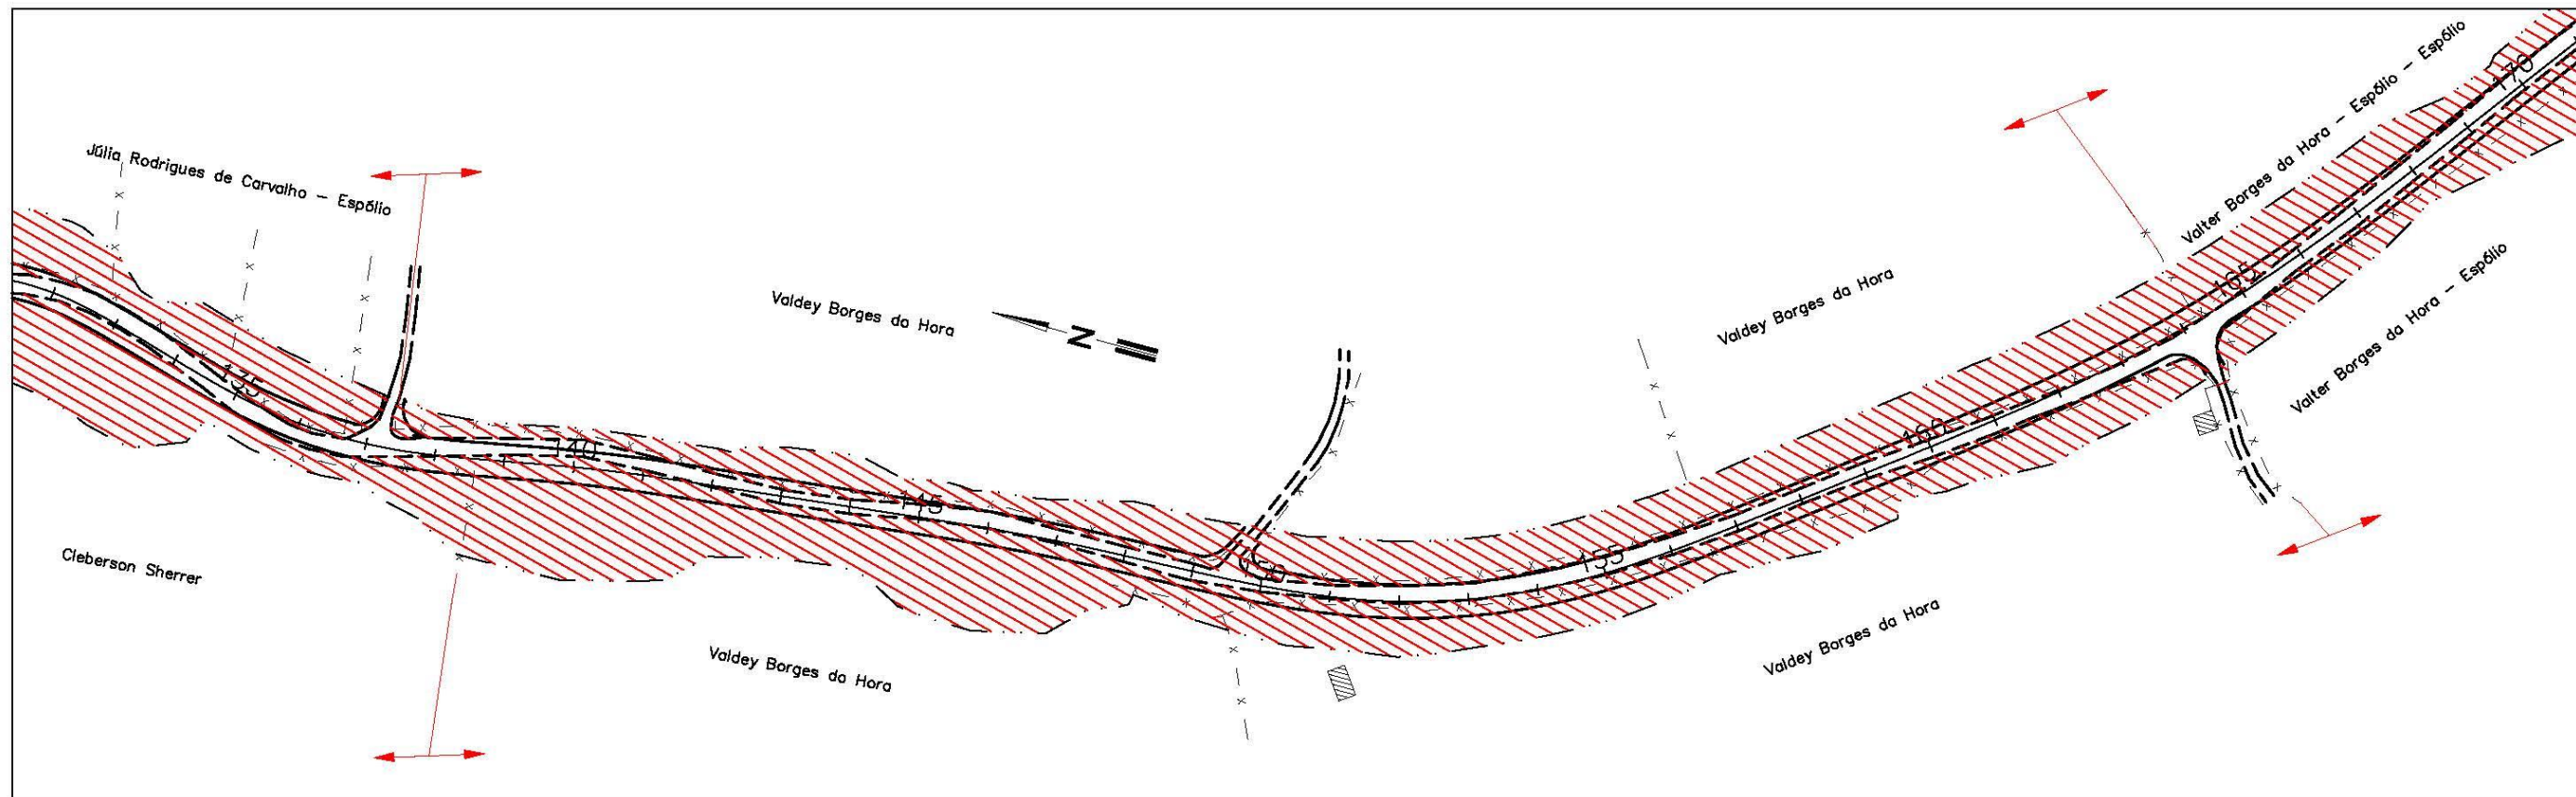 Júlia Rodrigues de Carvalho - Espólio
Valter Borges da Hora - Espólio - Espólio
170
Valdey Borges da Hora
N
Valdey Borges da Hora
165
Valter Borges da Hora - Espólio
135
140
145
150
155
160
Cleberson Sherrer
Valdey Borges da Hora
Valdey Borges da Hora